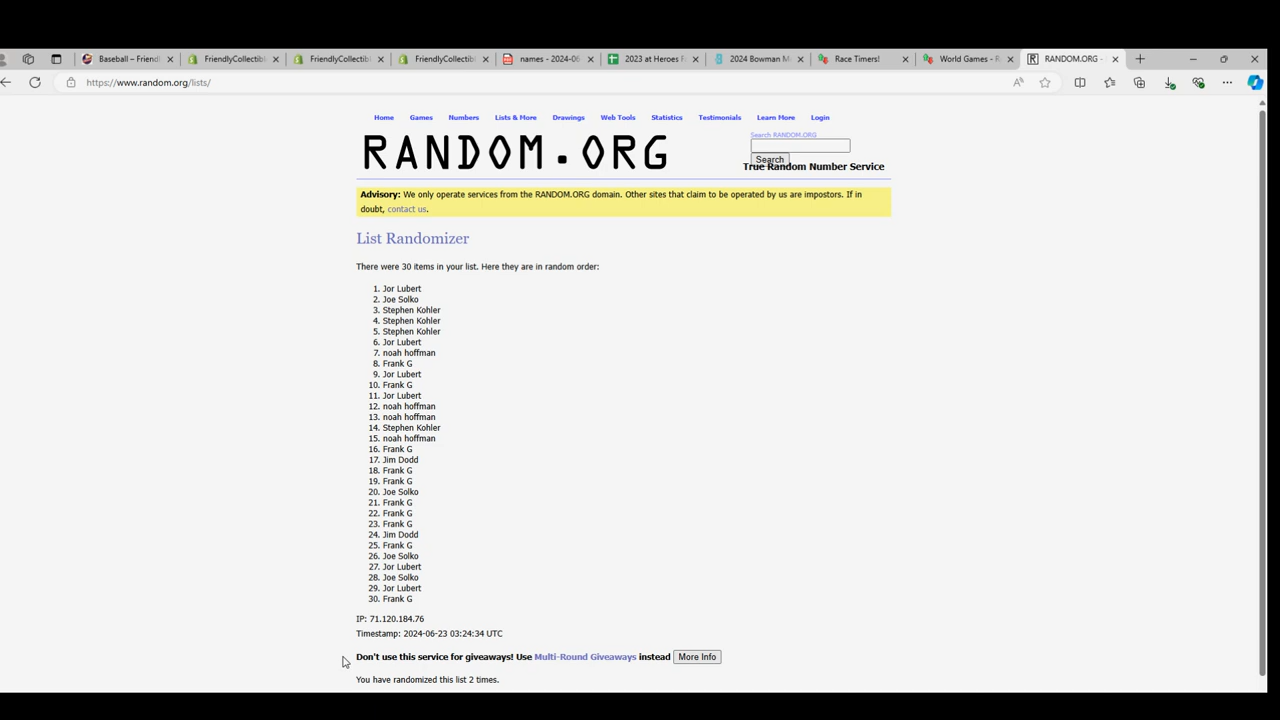 Baseball – Friendl
FriendlyCollectibl
FriendlyCollectibl
FriendlyCollectibl
names - 2024-06
2023 at Heroes F
2024 Bowman M
Race Timers!
World Games - R
RANDOM.ORG -
https://www.random.org/lists/
Home Games Numbers Lists & More Drawings Web Tools Statistics Testimonials Learn More Login
RANDOM.ORG
Search RANDOM.ORG
Search
True Random Number Service
Advisory: We only operate services from the RANDOM.ORG domain. Other sites that claim to be operated by us are impostors. If in
doubt, contact us.
List Randomizer
There were 30 items in your list. Here they are in random order:
1. Jor Lubert
2. Joe Solko
3. Stephen Kohler
4. Stephen Kohler
5. Stephen Kohler
6. Jor Lubert
7. noah hoffman
8. Frank G
9. Jor Lubert
10. Frank G
11. Jor Lubert
12. noah hoffman
13. noah hoffman
14. Stephen Kohler
15. noah hoffman
16. Frank G
17. Jim Dodd
18. Frank G
19. Frank G
20. Joe Solko
21. Frank G
22. Frank G
23. Frank G
24. Jim Dodd
25. Frank G
26. Joe Solko
27. Jor Lubert
28. Joe Solko
29. Jor Lubert
30. Frank G
IP: 71.120.184.76
Timestamp: 2024-06-23 03:24:34 UTC
Don't use this service for giveaways! Use Multi-Round Giveaways instead More Info
You have randomized this list 2 times.